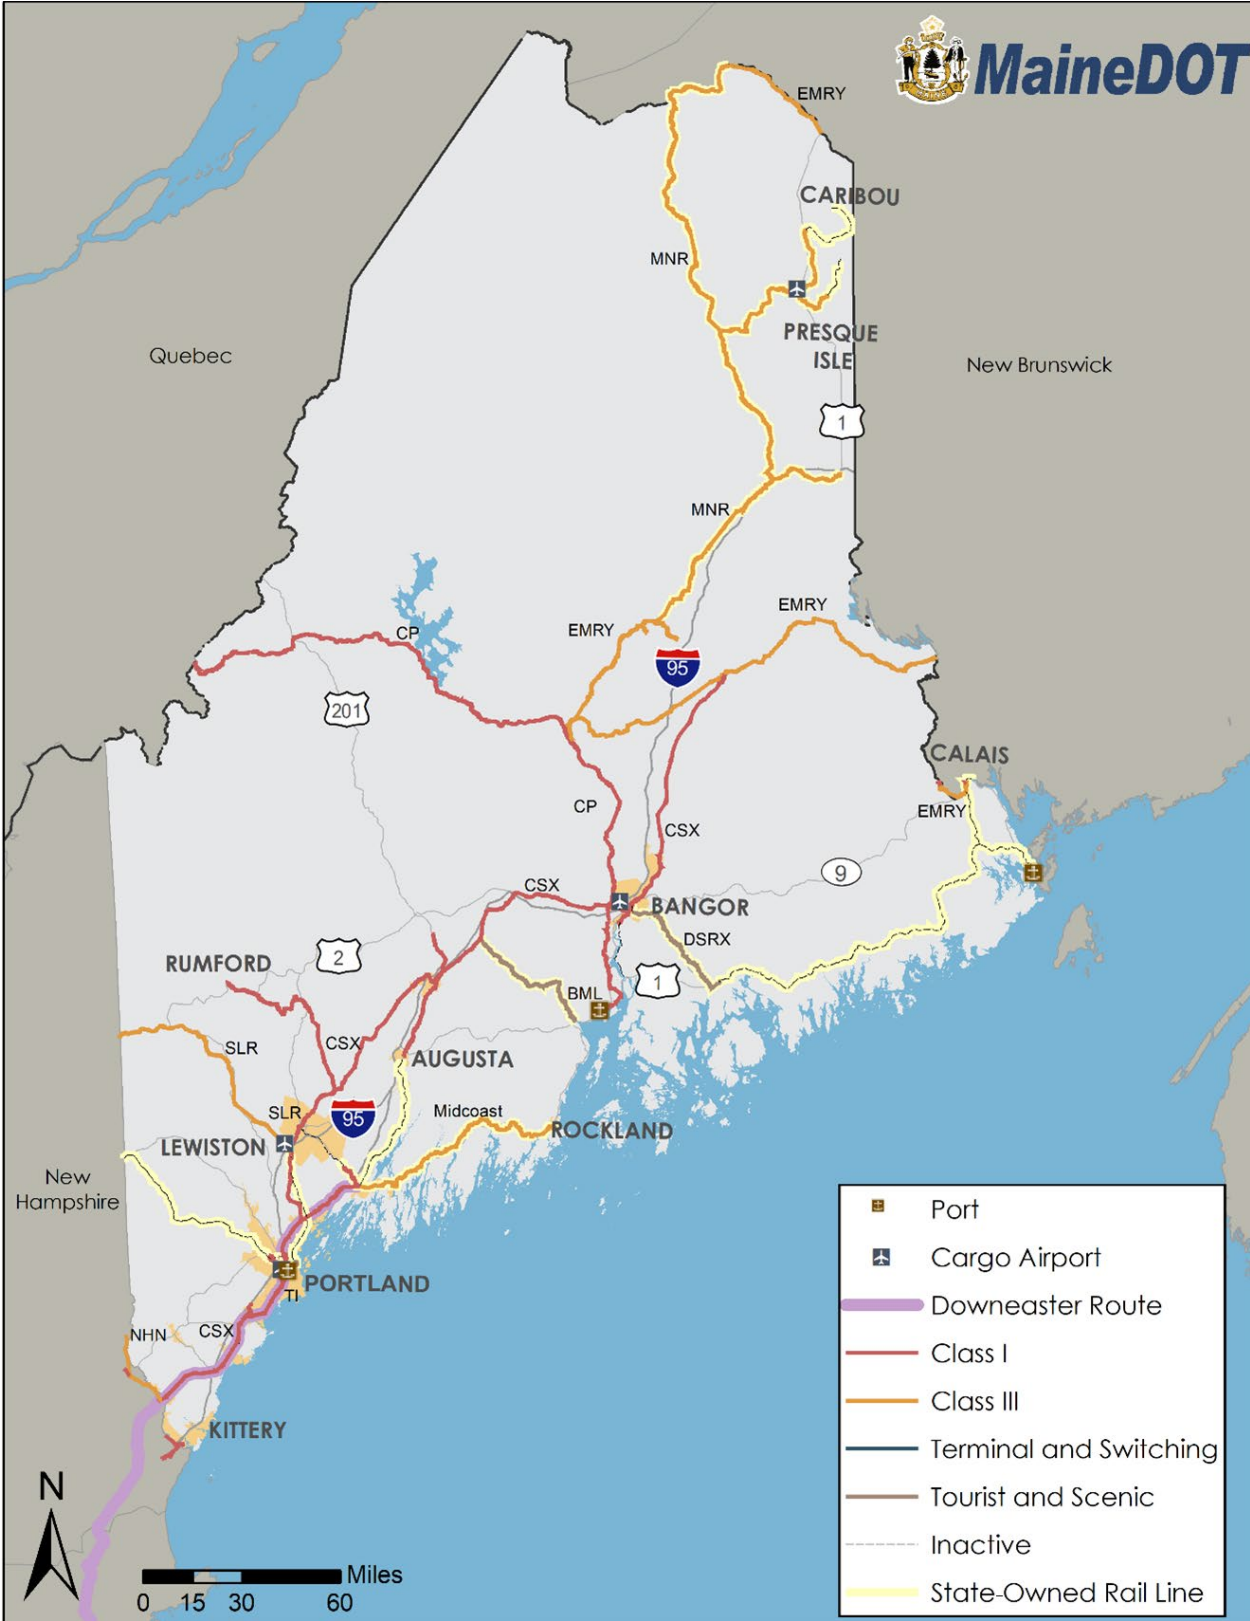 MaineDOT
EMRY
CARIBOU
MNR
PRESQUE
ISLE
Quebec
New Brunswick
1
MNR
EMRY
EMRY
CP
95
201
CALAIS
CP
EMRY
CSX
9
CSX
BANGOR
DSRX
RUMFORD
2
1
BML
SLR
CSX
AUGUSTA
SLR
95
Midcoast
ROCKLAND
LEWISTON
New
Hampshire
PORTLAND
TI
NHN
CSX
KITTERY
Port
Cargo Airport
Downeaster Route
Class I
Class III
Terminal and Switching
Tourist and Scenic
Inactive
State-Owned Rail Line
N
Miles
0 15 30 60